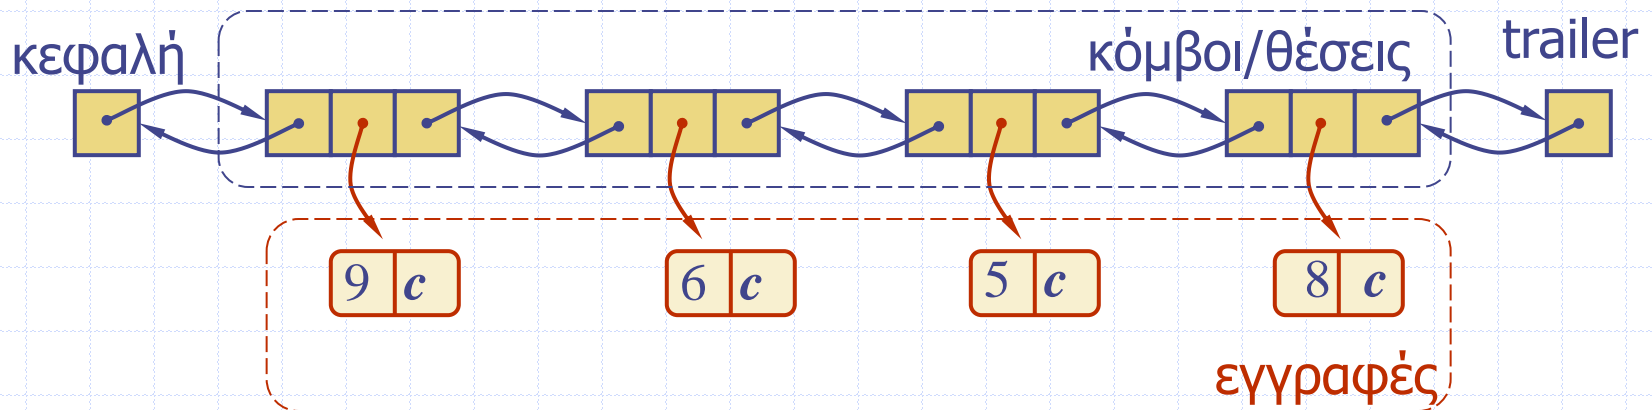 κεφαλή
κόμβοι/θέσεις
trailer
9 c
6 c
5 c
8 c
εγγραφές